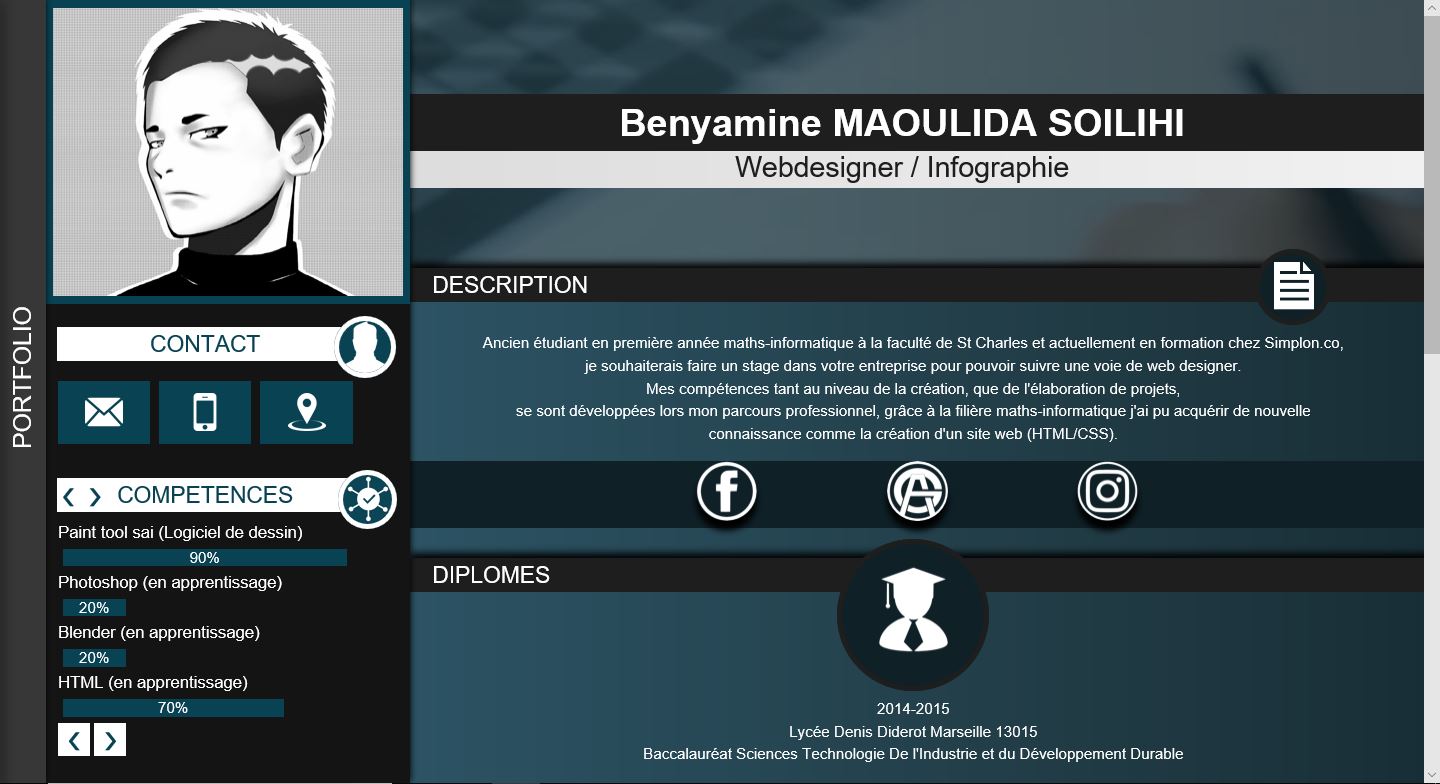 PORTFOLIO
CONTACT
COMPETENCES
Paint tool sai (Logiciel de dessin)
90%
Photoshop (en apprentissage)
20%
Blender (en apprentissage)
20%
HTML (en apprentissage)
70%
Benyamine MAOULIDA SOILIHI
Webdesigner / Infographie
DESCRIPTION
Ancien étudiant en première année maths-informatique à la faculté de St Charles et actuellement en formation chez Simplon.co,
je souhaiterais faire un stage dans votre entreprise pour pouvoir suivre une voie de web designer.
Mes compétences tant au niveau de la création, que de l'élaboration de projets,
se sont développées lors mon parcours professionnel, grâce à la filière maths-informatique j'ai pu acquérir de nouvelle
connaissance comme la création d'un site web (HTML/CSS).
DIPLOMES
2014-2015
Lycée Denis Diderot Marseille 13015
Baccalauréat Sciences Technologie De l'Industrie et du Développement Durable